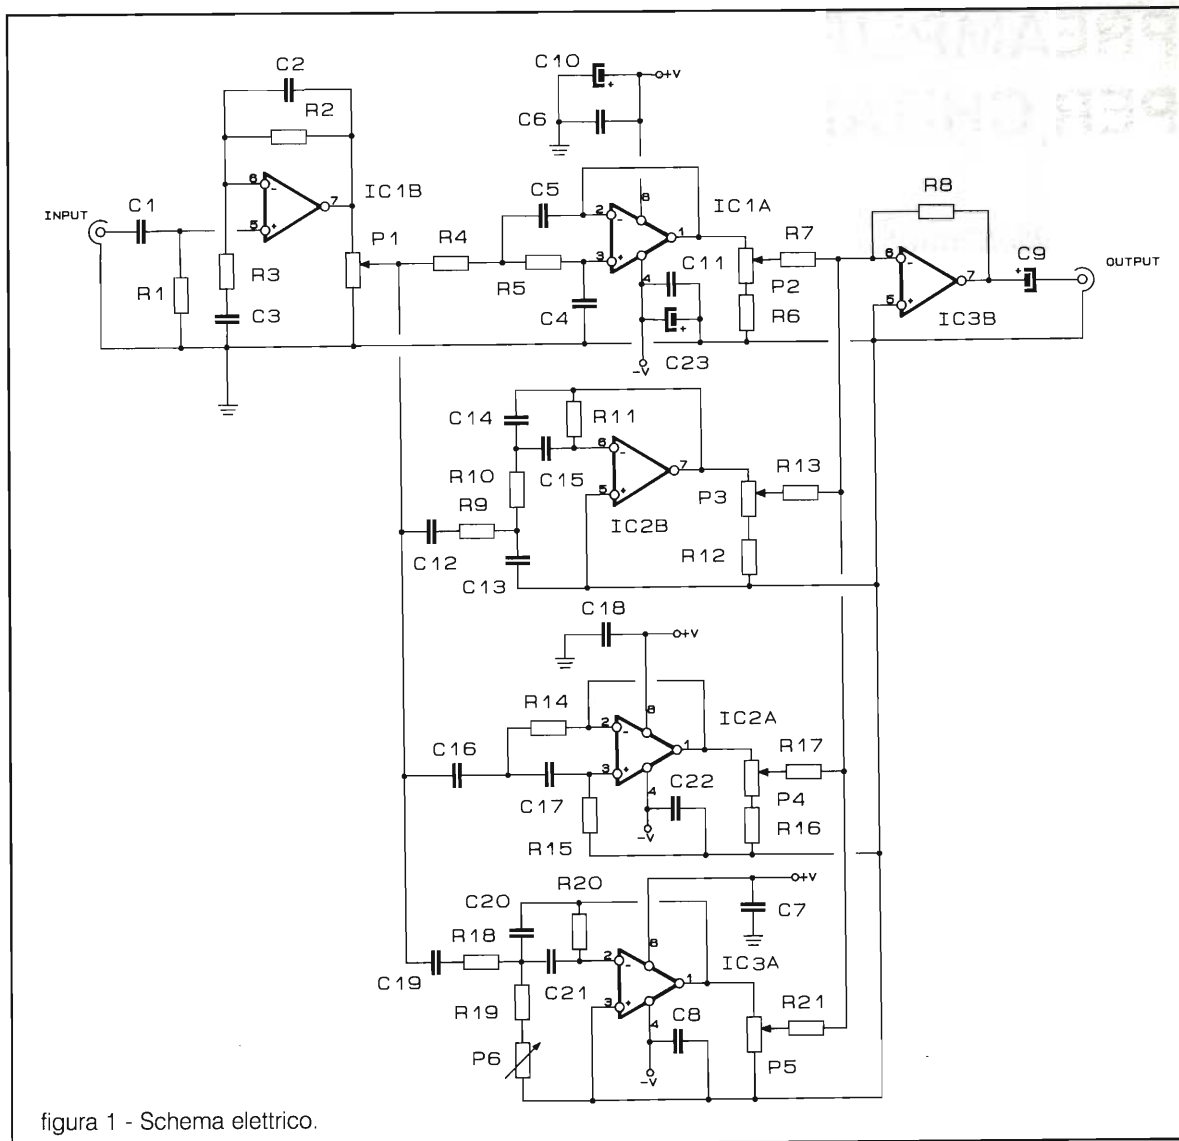 C2
R2
C10
+V
C6
INPUT
C1
6
-
7
5
+
IC1B
P1
R1
R3
C3
R4
R5
C5
C4
2
-
8
IC1A
1
3
+
4
C11
C23
-V
P2
R6
R7
R8
6
-
7
5
+
IC3B
C9
+
OUTPUT
C14
R11
C15
R10
R9
C12
C13
6
-
7
5
+
IC2B
P3
R12
R13
C18
+V
R14
C16
C17
R15
2
-
8
IC2A
1
3
+
4
C22
-V
R17
P4
R16
R20
C20
R18
C19
C21
R19
P6
2
-
8
IC3A
1
3
+
4
C8
-V
+V
C7
R21
P5
figura 1 - Schema elettrico.